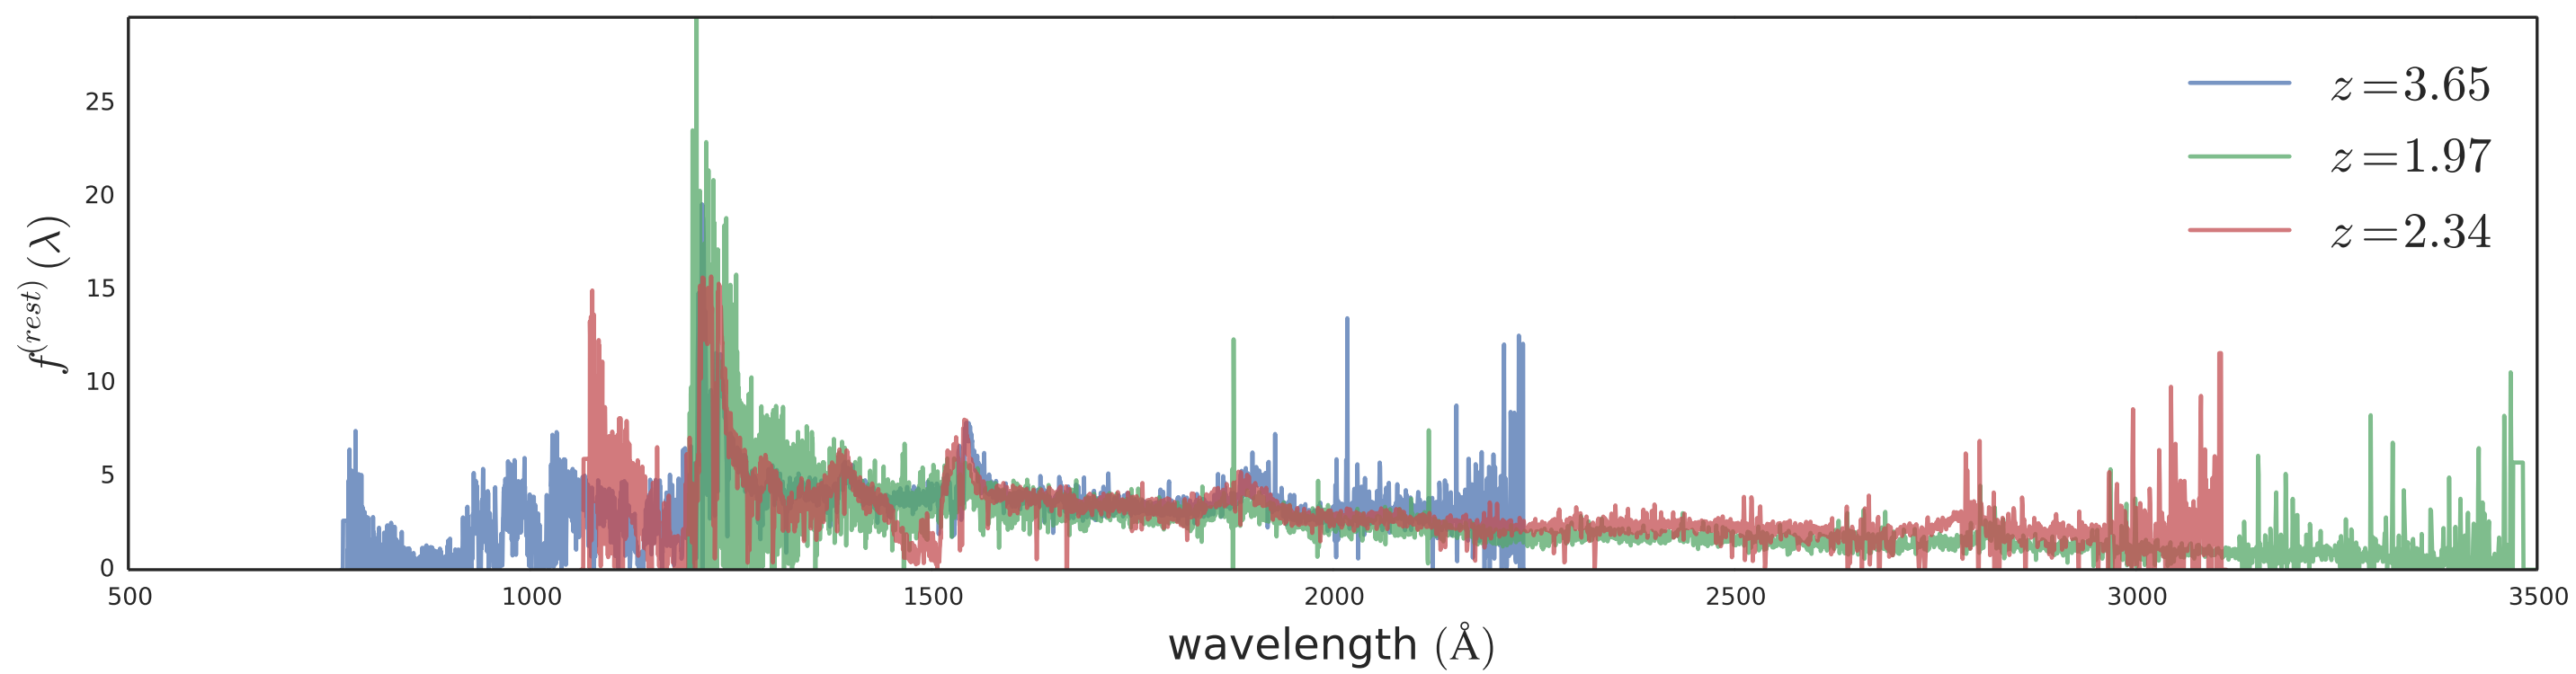 z=3.65
z=1.97
z=2.34
f^{(rest)} (λ)
25
20
15
10
5
0
500 1000 1500 2000 2500 3000 3500
wavelength (Å)